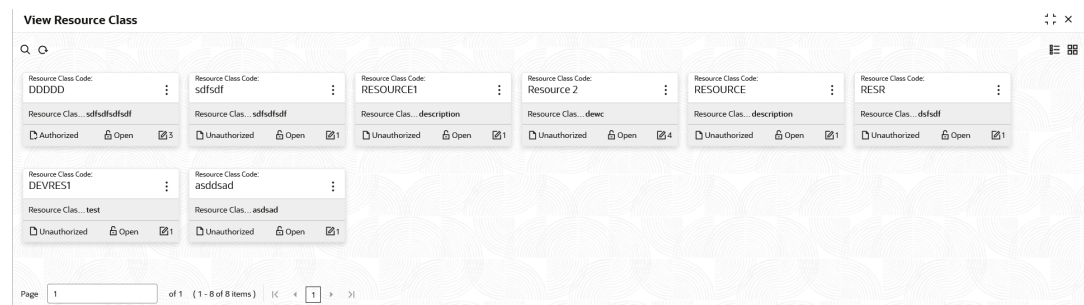 View Resource Class
Resource Class Code: Resource Class Code: Resource Class Code: Resource Class Code: Resource Class Code: Resource Class Code:
DDDDD sdfsdf RESOURCE1 Resource 2 RESOURCE RESR
Resource Clas... sdfsdfsdfsdf Resource Clas... sdfsdfsdf Resource Clas... description Resource Clas... dewc Resource Clas... description Resource Clas... dsfsdf
Authorized Open 3 Unauthorized Open 1 Unauthorized Open 1 Unauthorized Open 4 Unauthorized Open 1 Unauthorized Open 1
Resource Class Code: Resource Class Code:
DEVRES1 asddsad
Resource Clas... test Resource Clas... asdsad
Unauthorized Open 1 Unauthorized Open 1
Page 1 of 1 ( 1 - 8 of 8 items ) 1